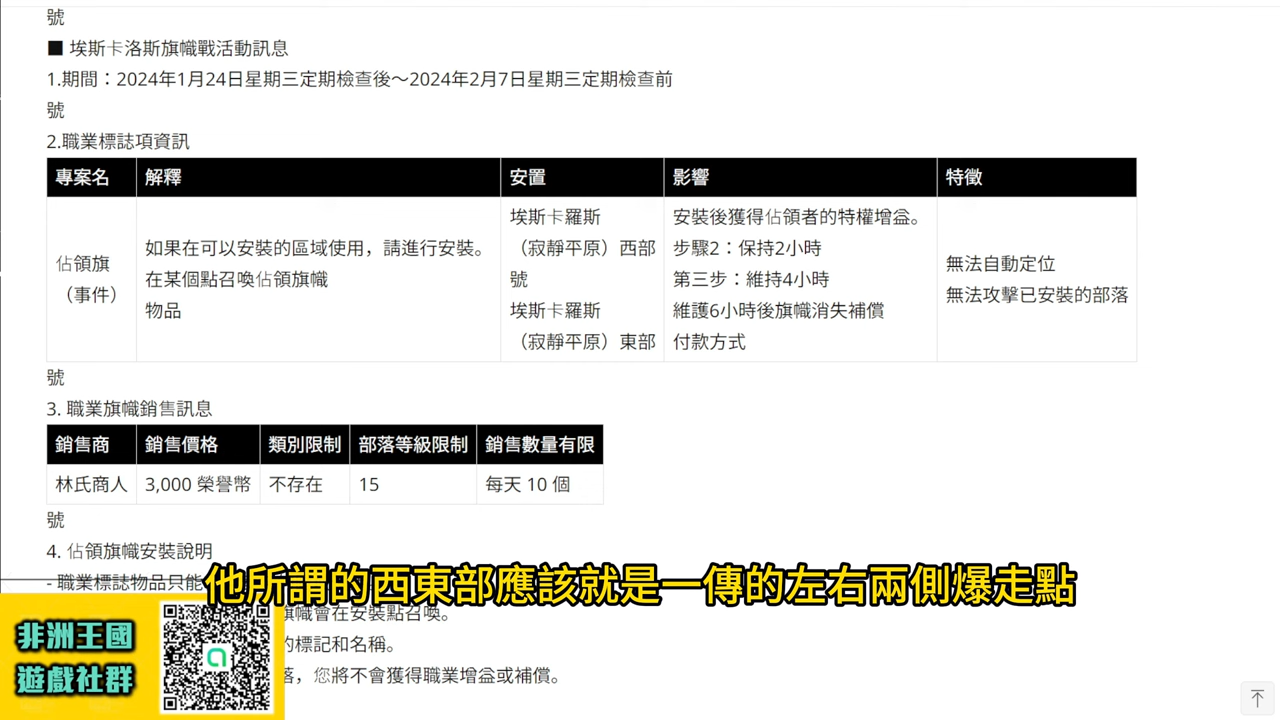 號
■ 埃斯卡洛斯旗幟戰活動訊息
1.期間：2024年1月24日星期三定期檢查後～2024年2月7日星期三定期檢查前
號
2.職業標誌項資訊
專案名 解釋 安置 影響 特徵
佔領旗
（事件）
如果在可以安裝的區域使用，請進行安裝。
在某個點召喚佔領旗幟
物品
埃斯卡羅斯
（寂靜平原）西部
號
埃斯卡羅斯
（寂靜平原）東部
安裝後獲得佔領者的特權增益。
步驟2：保持2小時
第三步：維持4小時
維護6小時後旗幟消失補償
付款方式
無法自動定位
無法攻擊已安裝的部落
號
3. 職業旗幟銷售訊息
銷售商 銷售價格 類別限制 部落等級限制 銷售數量有限
林氏商人 3,000 榮譽幣 不存在 15 每天 10 個
號
4. 佔領旗幟安裝說明
- 職業標誌物品只能
他所謂的西東部應該就是一傳的左右兩側爆走點
旗幟會在安裝點召喚。
的標記和名稱。
落，您將不會獲得職業增益或補償。
非洲王國
遊戲社群